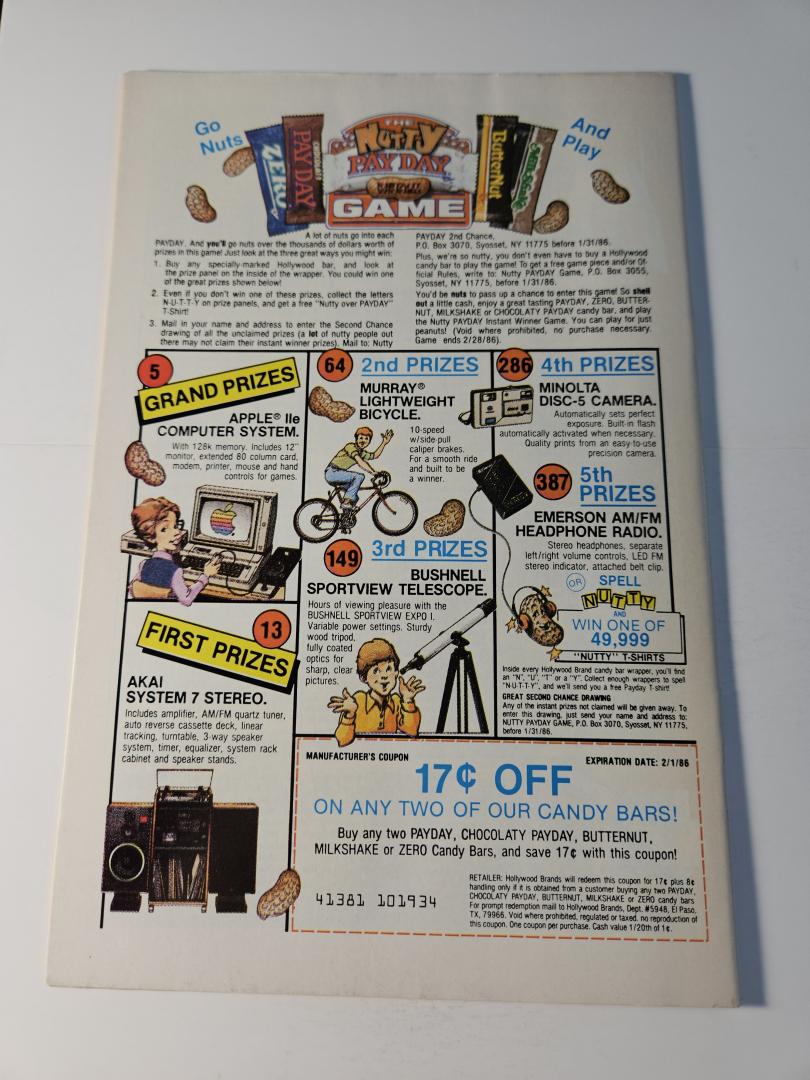 Go
Nuts
And
Play
ZERO
CHOCOLATE
PAYDAY
THE
NUTTY
PAYDAY
INSTANT
WINNER
GAME
ButterNut
Milkshake
A lot of nuts go into each
PAYDAY. And you'll go nuts over the thousands of dollars worth of
prizes in this game! Just look at the three great ways you might win:
1. Buy any specially-marked Hollywood bar, and look at
the prize panel on the inside of the wrapper. You could win one
of the great prizes shown below!
2. Even if you don't win one of these prizes, collect the letters
N-U-T-T-Y on prize panels, and get a free "Nutty over PAYDAY"
T-Shirt!
3. Mail in your name and address to enter the Second Chance
drawing of all the unclaimed prizes (a lot of nutty people out
there may not claim their instant winner prizes). Mail to: Nutty
PAYDAY 2nd Chance,
P.O. Box 3070, Syosset, NY 11775 before 1/31/86.
Plus, we're so nutty, you don't even have to buy a Hollywood
candy bar to play the game! To get a free game piece and/or Of-
ficial Rules, write to: Nutty PAYDAY Game, P.O. Box 3055,
Syosset, NY 11775, before 1/31/86.
You'd be nuts to pass up a chance to enter this game! So shell
out a little cash, enjoy a great tasting PAYDAY, ZERO, BUTTER-
NUT, MILKSHAKE or CHOCOLATY PAYDAY candy bar, and play
the Nutty PAYDAY Instant Winner Game. You can play for just
peanuts! (Void where prohibited, no purchase necessary.
Game ends 2/28/86).
5
GRAND PRIZES
APPLE® IIe
COMPUTER SYSTEM.
With 128k memory. Includes 12"
monitor, extended 80 column card,
modem, printer, mouse and hand
controls for games.
13
FIRST PRIZES
AKAI
SYSTEM 7 STEREO.
Includes amplifier, AM/FM quartz tuner,
auto reverse cassette deck, linear
tracking, turntable, 3-way speaker
system, timer, equalizer, system rack
cabinet and speaker stands.
64 2nd PRIZES
MURRAY®
LIGHTWEIGHT
BICYCLE.
10-speed
w/side-pull
caliper brakes.
For a smooth ride
and built to be
a winner.
149 3rd PRIZES
BUSHNELL
SPORTVIEW TELESCOPE.
Hours of viewing pleasure with the
BUSHNELL SPORTVIEW EXPO I.
Variable power settings. Sturdy
wood tripod,
fully coated
optics for
sharp, clear
pictures.
286 4th PRIZES
MINOLTA
DISC-5 CAMERA.
Automatically sets perfect
exposure. Built-in flash
automatically activated when necessary.
Quality prints from an easy-to-use
precision camera.
387 5th
PRIZES
EMERSON AM/FM
HEADPHONE RADIO.
Stereo headphones, separate
left/right volume controls, LED FM
stereo indicator, attached belt clip.
OR SPELL
NUTTY
AND
WIN ONE OF
49,999
"NUTTY" T-SHIRTS
Inside every Hollywood Brand candy bar wrapper, you'll find
an "N", "U", "T" or a "Y". Collect enough wrappers to spell
"N-U-T-T-Y", and we'll send you a free Payday T-shirt!
GREAT SECOND CHANCE DRAWING
Any of the instant prizes not claimed will be given away. To
enter this drawing, just send your name and address to:
NUTTY PAYDAY GAME, P.O. Box 3070, Syosset, NY 11775,
before 1/31/86.
MANUFACTURER'S COUPON
EXPIRATION DATE: 2/1/86
17¢ OFF
ON ANY TWO OF OUR CANDY BARS!
Buy any two PAYDAY, CHOCOLATY PAYDAY, BUTTERNUT,
MILKSHAKE or ZERO Candy Bars, and save 17¢ with this coupon!
41381 101934
RETAILER: Hollywood Brands will redeem this coupon for 17¢ plus 8¢
handling only if it is obtained from a customer buying any two PAYDAY,
CHOCOLATY PAYDAY, BUTTERNUT, MILKSHAKE or ZERO candy bars
For prompt redemption mail to Hollywood Brands, Dept. #5948, El Paso,
TX, 79966. Void where prohibited, regulated or taxed. no reproduction of
this coupon. One coupon per purchase. Cash value 1/20th of 1¢.